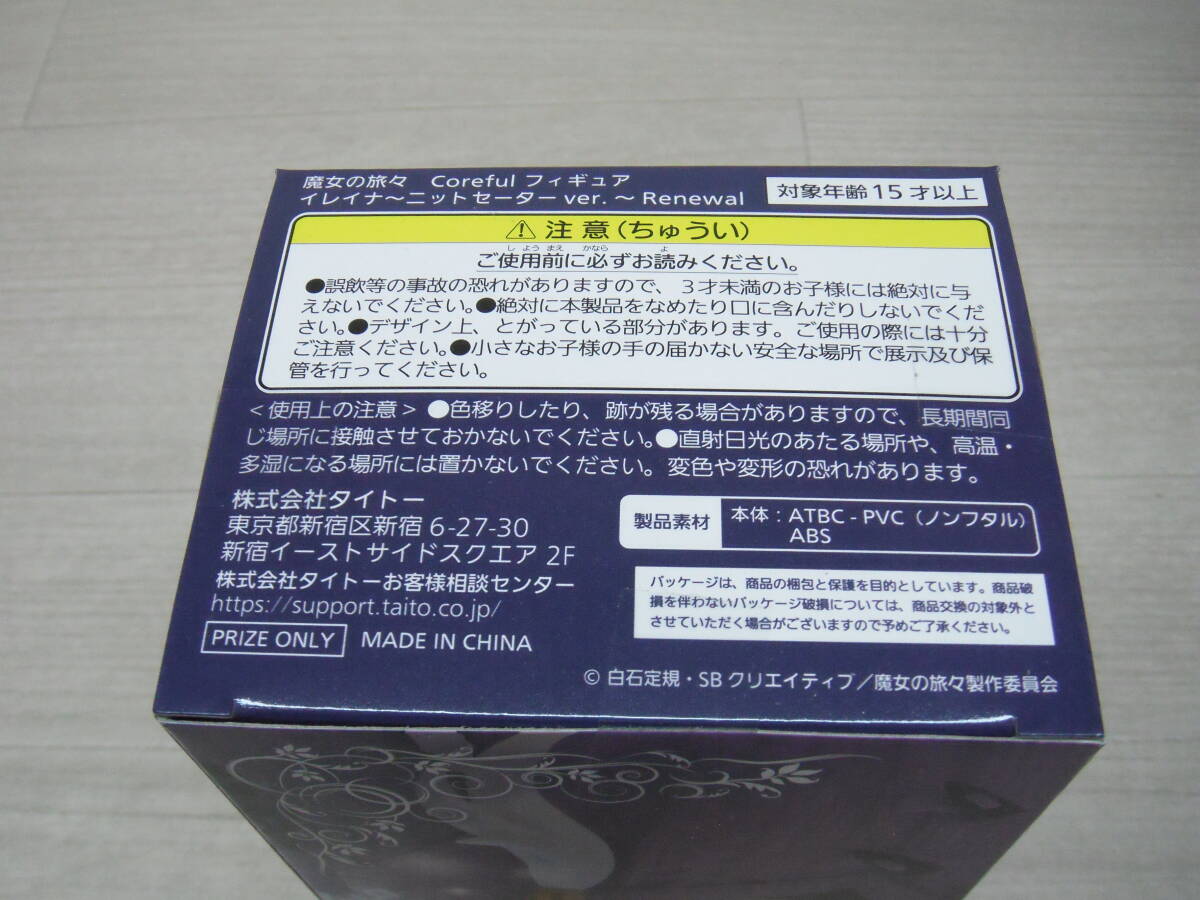 魔女の旅々 Coreful フィギュア
イレイナ～ニットセーター ver. ～ Renewal
対象年齢 15 才以上
⚠ 注意(ちゅうい)
しようまえ かなら よ
ご使用前に必ずお読みください。
●誤飲等の事故の恐れがありますので、3才未満のお子様には絶対に与
えないでください。●絶対に本製品をなめたり口に含んだりしないでくだ
さい。●デザイン上、とがっている部分があります。ご使用の際には十分
ご注意ください。●小さなお子様の手の届かない安全な場所で展示及び保
管を行ってください。
＜使用上の注意＞ ●色移りしたり、跡が残る場合がありますので、長期間同
じ場所に接触させておかないでください。●直射日光のあたる場所や、高温・
多湿になる場所には置かないでください。変色や変形の恐れがあります。
株式会社タイトー
東京都新宿区新宿 6-27-30
新宿イーストサイドスクエア 2F
株式会社タイトーお客様相談センター
https://support.taito.co.jp/
PRIZE ONLY MADE IN CHINA
製品素材
本体：ATBC - PVC（ノンフタル）
ABS
パッケージは、商品の梱包と保護を目的としています。商品破
損を伴わないパッケージ破損については、商品交換の対象外と
させていただく場合がございますので予めご了承ください。
© 白石定規・SB クリエイティブ／魔女の旅々製作委員会